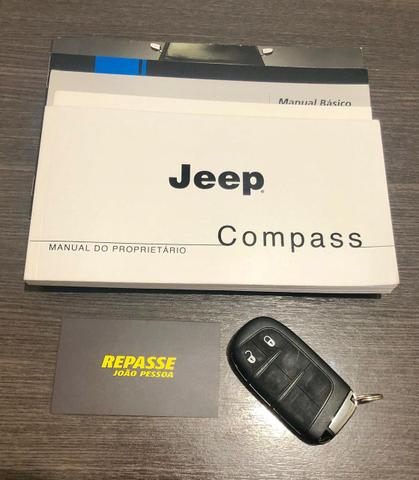 Manual Básico
Jeep
Compass
MANUAL DO PROPRIETÁRIO
REPASSE
JOÃO PESSOA